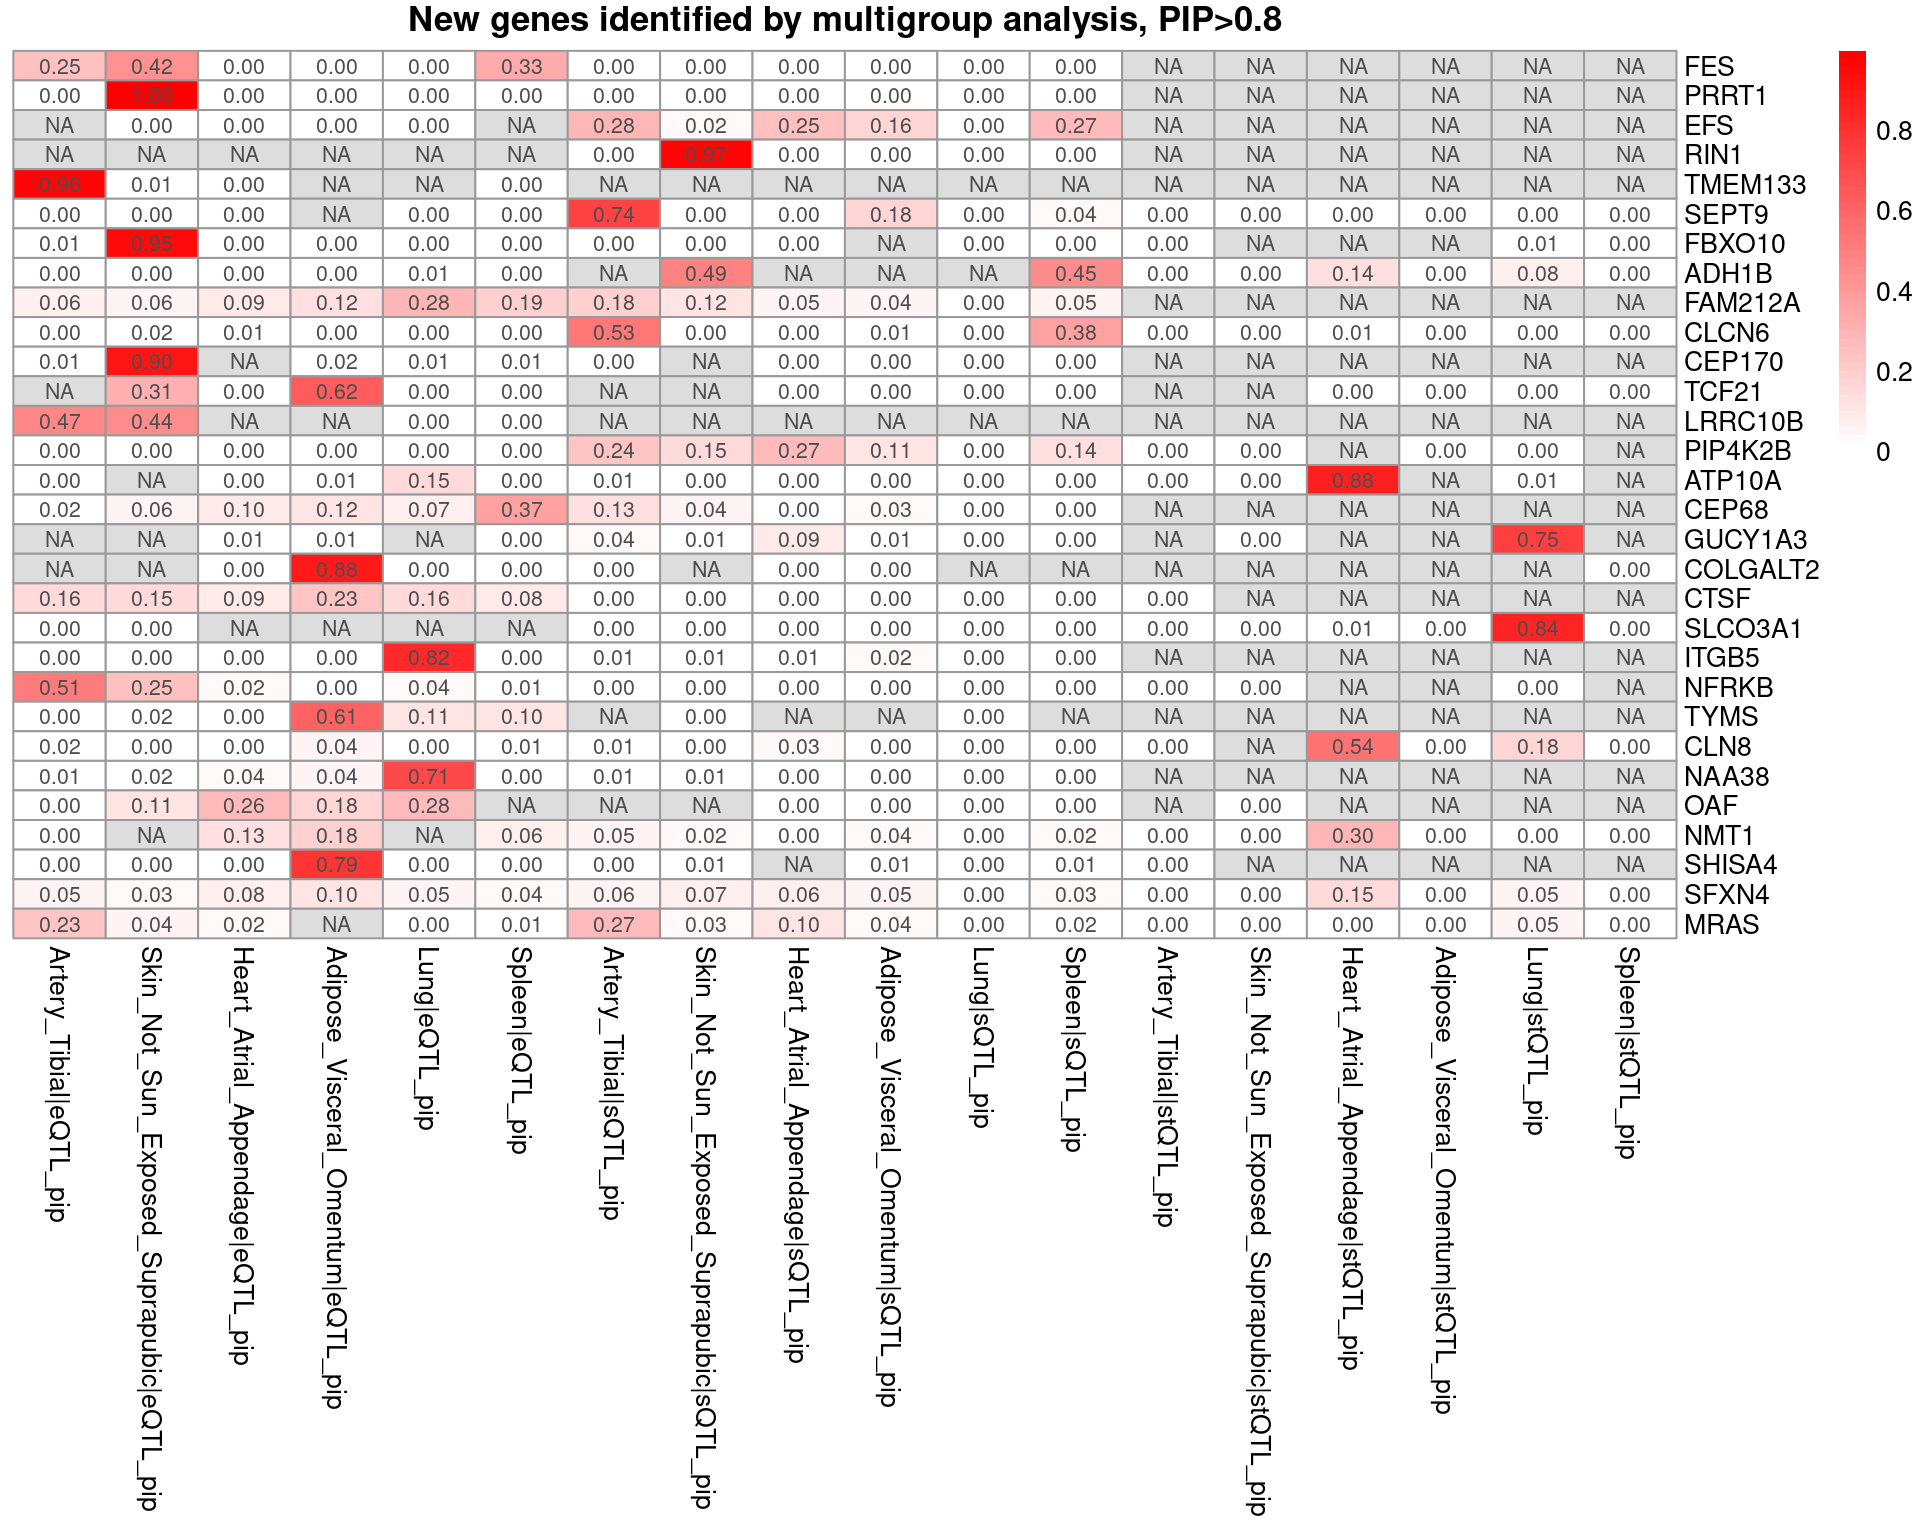 New genes identified by multigroup analysis, PIP>0.8
0.25 0.42 0.00 0.00 0.00 0.33 0.00 0.00 0.00 0.00 0.00 0.00 NA NA NA NA NA NA FES
0.00 1.00 0.00 0.00 0.00 0.00 0.00 0.00 0.00 0.00 0.00 0.00 NA NA NA NA NA NA PRRT1
NA 0.00 0.00 0.00 0.00 NA 0.28 0.02 0.25 0.16 0.00 0.27 NA NA NA NA NA NA EFS
NA NA NA NA NA NA 0.00 0.97 0.00 0.00 0.00 0.00 NA NA NA NA NA NA RIN1
0.96 0.01 0.00 NA NA 0.00 NA NA NA NA NA NA NA NA NA NA NA NA TMEM133
0.00 0.00 0.00 NA 0.00 0.00 0.74 0.00 0.00 0.18 0.00 0.04 0.00 0.00 0.00 0.00 0.00 0.00 SEPT9
0.01 0.95 0.00 0.00 0.00 0.00 0.00 0.00 0.00 NA 0.00 0.00 0.00 NA NA NA 0.01 0.00 FBXO10
0.00 0.00 0.00 0.00 0.01 0.00 NA 0.49 NA NA NA 0.45 0.00 0.00 0.14 0.00 0.08 0.00 ADH1B
0.06 0.06 0.09 0.12 0.28 0.19 0.18 0.12 0.05 0.04 0.00 0.05 NA NA NA NA NA NA FAM212A
0.00 0.02 0.01 0.00 0.00 0.00 0.53 0.00 0.00 0.01 0.00 0.38 0.00 0.00 0.01 0.00 0.00 0.00 CLCN6
0.01 0.90 NA 0.02 0.01 0.01 0.00 NA 0.00 0.00 0.00 0.00 NA NA NA NA NA NA CEP170
NA 0.31 0.00 0.62 0.00 0.00 NA NA 0.00 0.00 0.00 0.00 NA NA 0.00 0.00 0.00 0.00 TCF21
0.47 0.44 NA NA 0.00 0.00 NA NA NA NA NA NA NA NA NA NA NA NA LRRC10B
0.00 0.00 0.00 0.00 0.00 0.00 0.24 0.15 0.27 0.11 0.00 0.14 0.00 0.00 NA 0.00 0.00 NA PIP4K2B
0.00 NA 0.00 0.01 0.15 0.00 0.01 0.00 0.00 0.00 0.00 0.00 0.00 0.00 0.88 NA 0.01 NA ATP10A
0.02 0.06 0.10 0.12 0.07 0.37 0.13 0.04 0.00 0.03 0.00 0.00 NA NA NA NA NA NA CEP68
NA NA 0.01 0.01 NA 0.00 0.04 0.01 0.09 0.01 0.00 0.00 NA 0.00 NA NA 0.75 NA GUCY1A3
NA NA 0.00 0.88 0.00 0.00 0.00 NA 0.00 0.00 NA NA NA NA NA NA NA 0.00 COLGALT2
0.16 0.15 0.09 0.23 0.16 0.08 0.00 0.00 0.00 0.00 0.00 0.00 0.00 NA NA NA NA NA CTSF
0.00 0.00 NA NA NA NA 0.00 0.00 0.00 0.00 0.00 0.00 0.00 0.00 0.01 0.00 0.84 0.00 SLCO3A1
0.00 0.00 0.00 0.00 0.82 0.00 0.01 0.01 0.01 0.02 0.00 0.00 NA NA NA NA NA NA ITGB5
0.51 0.25 0.02 0.00 0.04 0.01 0.00 0.00 0.00 0.00 0.00 0.00 0.00 0.00 NA NA 0.00 NA NFRKB
0.00 0.02 0.00 0.61 0.11 0.10 NA 0.00 NA NA 0.00 NA NA NA NA NA NA NA TYMS
0.02 0.00 0.00 0.04 0.00 0.01 0.01 0.00 0.03 0.00 0.00 0.00 0.00 NA 0.54 0.00 0.18 0.00 CLN8
0.01 0.02 0.04 0.04 0.71 0.00 0.01 0.01 0.00 0.00 0.00 0.00 NA NA NA NA NA NA NAA38
0.00 0.11 0.26 0.18 0.28 NA NA NA 0.00 0.00 0.00 0.00 NA 0.00 NA NA NA NA OAF
0.00 NA 0.13 0.18 NA 0.06 0.05 0.02 0.00 0.04 0.00 0.02 0.00 0.00 0.30 0.00 0.00 0.00 NMT1
0.00 0.00 0.00 0.79 0.00 0.00 0.00 0.01 NA 0.01 0.00 0.01 0.00 NA NA NA NA NA SHISA4
0.05 0.03 0.08 0.10 0.05 0.04 0.06 0.07 0.06 0.05 0.00 0.03 0.00 0.00 0.15 0.00 0.05 0.00 SFXN4
0.23 0.04 0.02 NA 0.00 0.01 0.27 0.03 0.10 0.04 0.00 0.02 0.00 0.00 0.00 0.00 0.05 0.00 MRAS
Artery_Tibial|eQTL_pip
Skin_Not_Sun_Exposed_Suprapubic|eQTL_pip
Heart_Atrial_Appendage|eQTL_pip
Adipose_Visceral_Omentum|eQTL_pip
Lung|eQTL_pip
Spleen|eQTL_pip
Artery_Tibial|sQTL_pip
Skin_Not_Sun_Exposed_Suprapubic|sQTL_pip
Heart_Atrial_Appendage|sQTL_pip
Adipose_Visceral_Omentum|sQTL_pip
Lung|sQTL_pip
Spleen|sQTL_pip
Artery_Tibial|stQTL_pip
Skin_Not_Sun_Exposed_Suprapubic|stQTL_pip
Heart_Atrial_Appendage|stQTL_pip
Adipose_Visceral_Omentum|stQTL_pip
Lung|stQTL_pip
Spleen|stQTL_pip
0.8
0.6
0.4
0.2
0